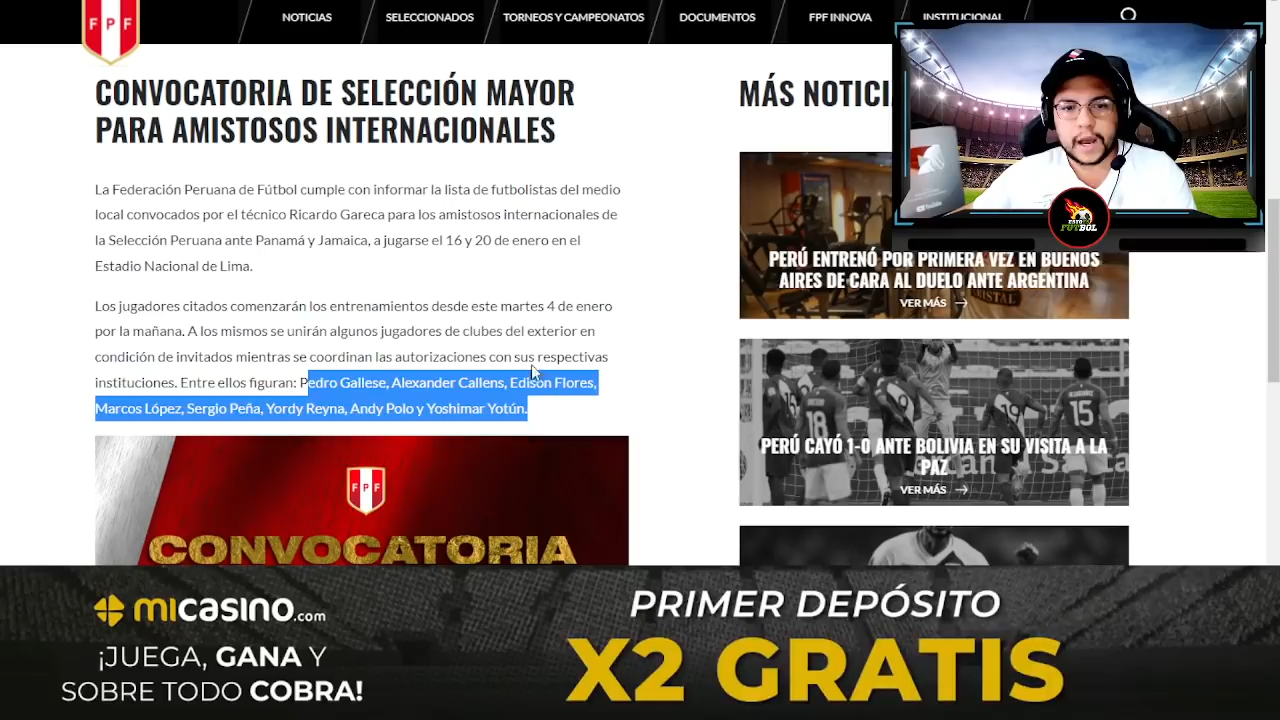 FPF
NOTICIAS
SELECCIONADOS
TORNEOS Y CAMPEONATOS
DOCUMENTOS
FPF INNOVA
INSTITUCIONAL
CONVOCATORIA DE SELECCIÓN MAYOR
PARA AMISTOSOS INTERNACIONALES
La Federación Peruana de Fútbol cumple con informar la lista de futbolistas del medio
local convocados por el técnico Ricardo Gareca para los amistosos internacionales de
la Selección Peruana ante Panamá y Jamaica, a jugarse el 16 y 20 de enero en el
Estadio Nacional de Lima.
Los jugadores citados comenzarán los entrenamientos desde este martes 4 de enero
por la mañana. A los mismos se unirán algunos jugadores de clubes del exterior en
condición de invitados mientras se coordinan las autorizaciones con sus respectivas
instituciones. Entre ellos figuran: Pedro Gallese, Alexander Callens, Edison Flores,
Marcos López, Sergio Peña, Yordy Reyna, Andy Polo y Yoshimar Yotún.
FPF
CONVOCATORIA
MÁS NOTICI
FUTBOL
PERÚ ENTRENÓ POR PRIMERA VEZ EN BUENOS
AIRES DE CARA AL DUELO ANTE ARGENTINA
VER MÁS
PERÚ CAYÓ 1-0 ANTE BOLIVIA EN SU VISITA A LA
PAZ
VER MÁS
18
19
15
micasino.com
¡JUEGA, GANA Y
SOBRE TODO COBRA!
PRIMER DEPÓSITO
X2 GRATIS